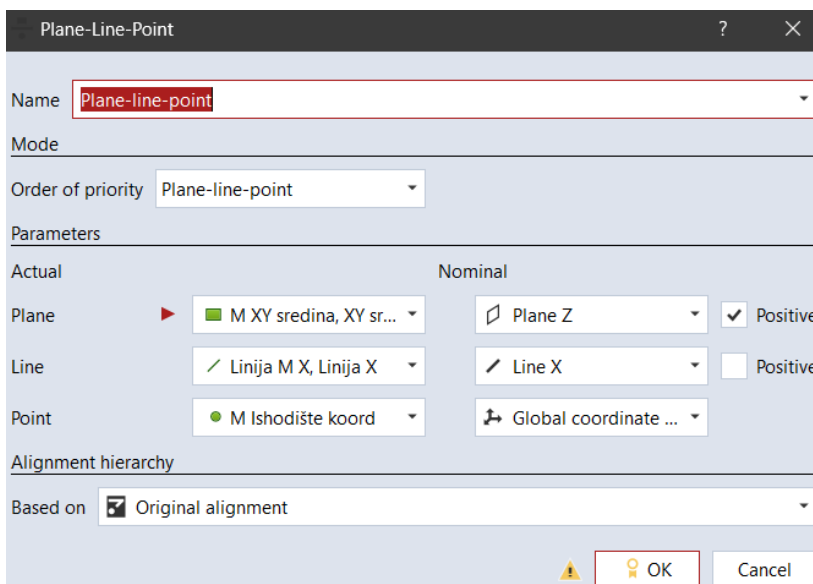 Plane-Line-Point ?
Name Plane-line-point
Mode
Order of priority Plane-line-point
Parameters
Actual Nominal
Plane M XY sredina, XY sr... Plane Z Positive
Line Linija M X, Linija X Line X Positive
Point M Ishodište koord Global coordinate ...
Alignment hierarchy
Based on Original alignment
OK Cancel